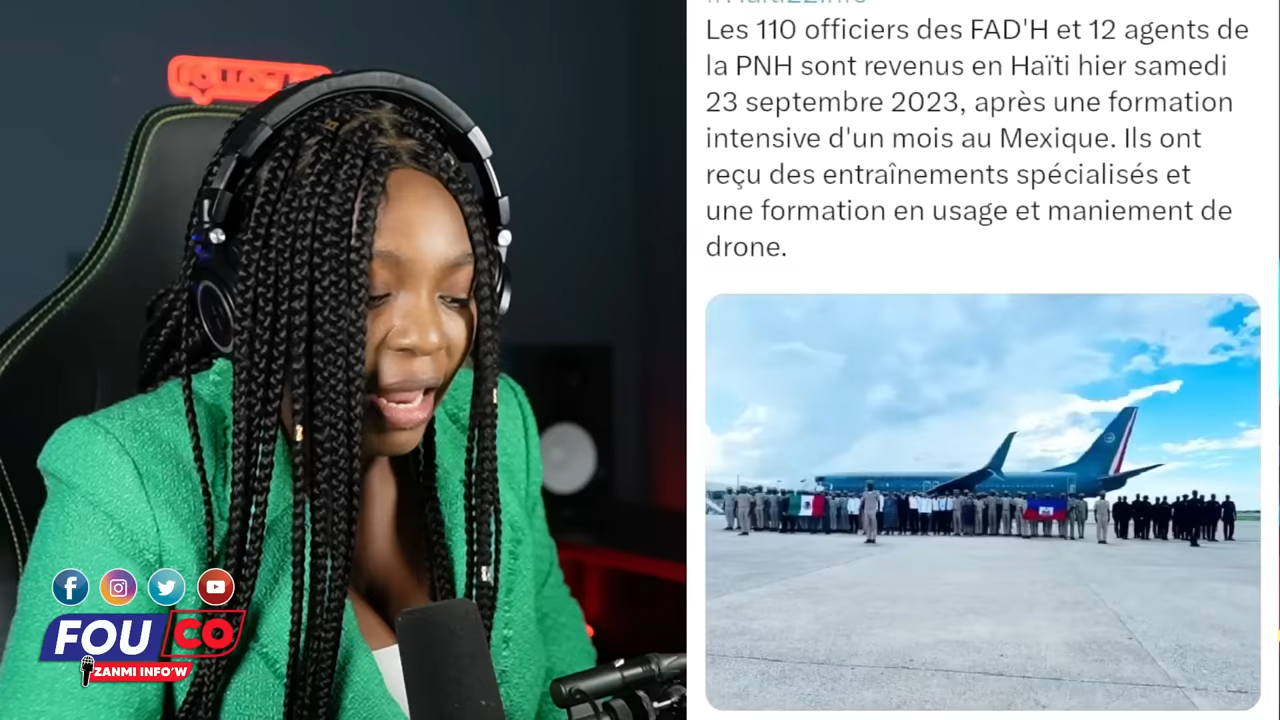 Les 110 officiers des FAD'H et 12 agents de
la PNH sont revenus en Haïti hier samedi
23 septembre 2023, après une formation
intensive d'un mois au Mexique. Ils ont
reçu des entraînements spécialisés et
une formation en usage et maniement de
drone.
FOU CO
ZANMI INFO'W